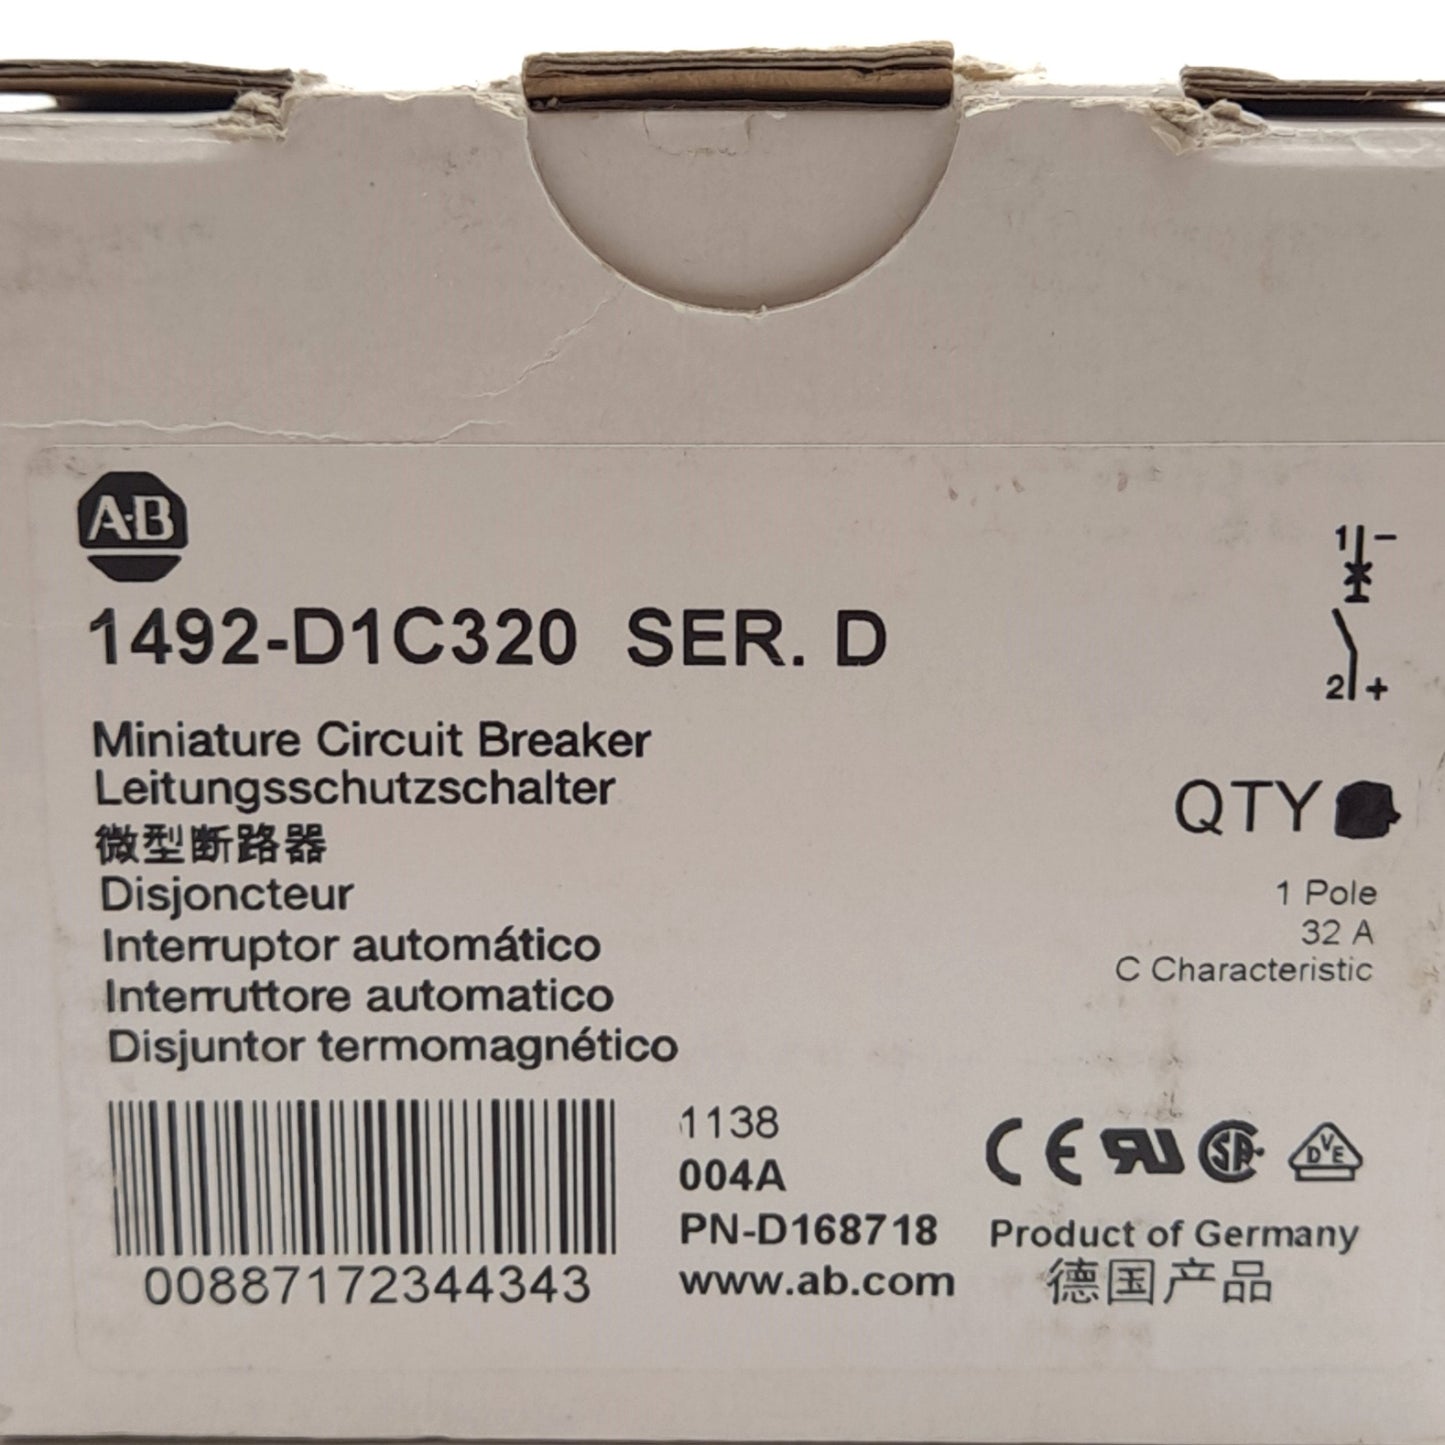 A·B
1492-D1C320 SER. D
1 -
2 +
Miniature Circuit Breaker
Leitungsschutzschalter
微型断路器
Disjoncteur
Interruptor automático
Interruttore automatico
Disjuntor termomagnético
QTY
1 Pole
32 A
C Characteristic
00887172344343
1138
004A
PN-D168718
www.ab.com
CE RU SA DVE
Product of Germany
德国产品